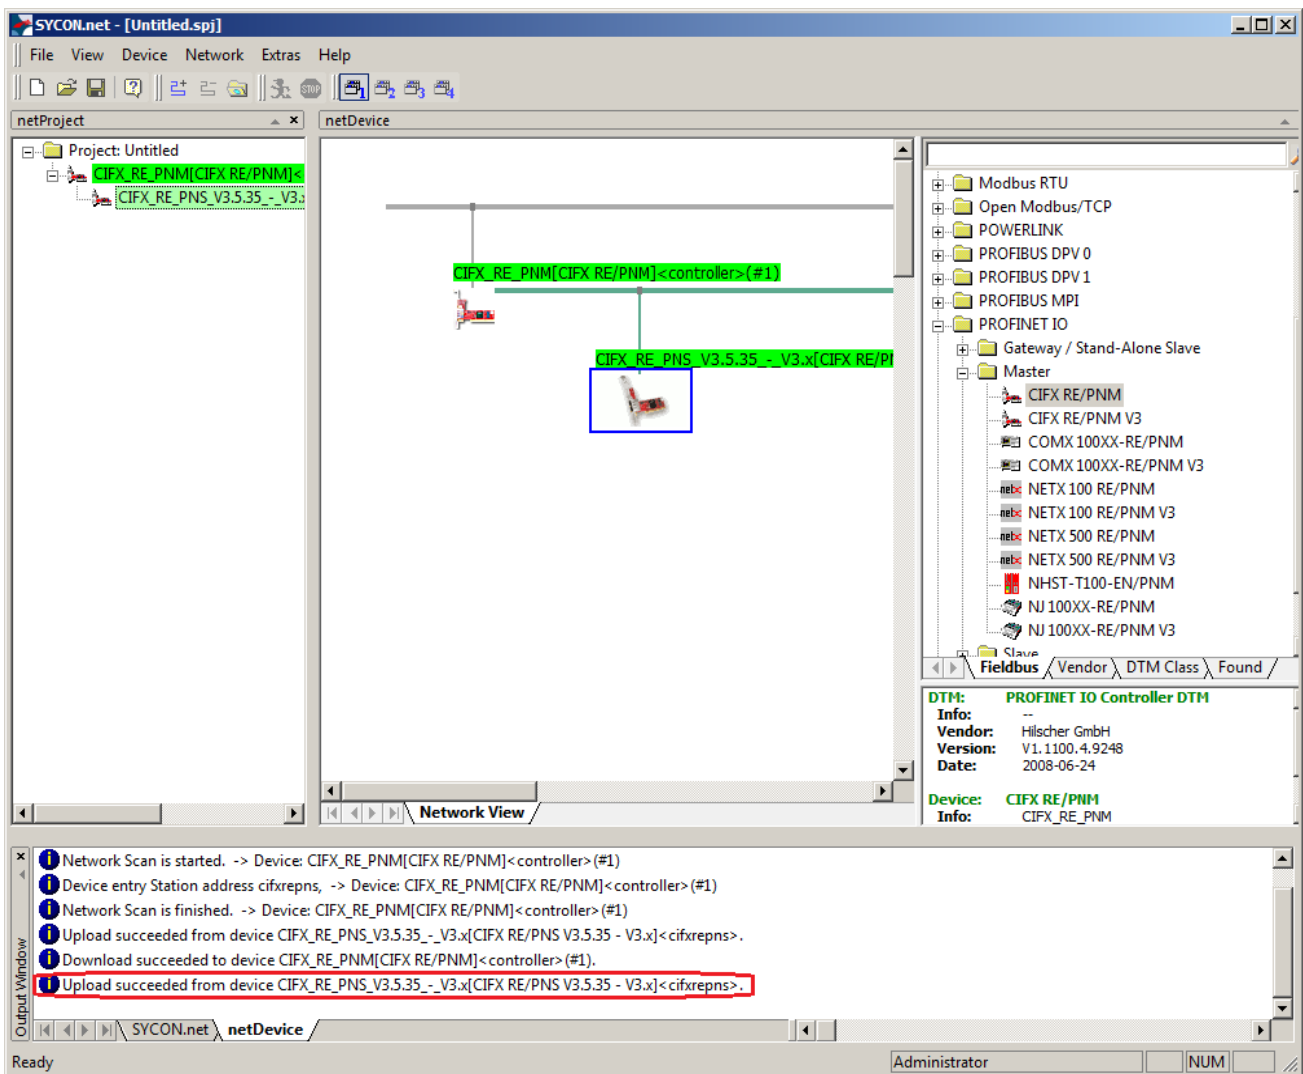 SYCON.net - [Untitled.spj]
File View Device Network Extras Help
netProject
netDevice
Project: Untitled
CIFX_RE_PNM[CIFX RE/PNM]<
CIFX_RE_PNS_V3.5.35_-_V3.x
CIFX_RE_PNM[CIFX RE/PNM]<controller>(#1)
CIFX_RE_PNS_V3.5.35_-_V3.x[CIFX RE/PN
Network View
Modbus RTU
Open Modbus/TCP
POWERLINK
PROFIBUS DPV 0
PROFIBUS DPV 1
PROFIBUS MPI
PROFINET IO
Gateway / Stand-Alone Slave
Master
CIFX RE/PNM
CIFX RE/PNM V3
COMX 100XX-RE/PNM
COMX 100XX-RE/PNM V3
NETX 100 RE/PNM
NETX 100 RE/PNM V3
NETX 500 RE/PNM
NETX 500 RE/PNM V3
NHST-T100-EN/PNM
NJ 100XX-RE/PNM
NJ 100XX-RE/PNM V3
Slave
Fieldbus Vendor DTM Class Found
DTM: PROFINET IO Controller DTM
Info: --
Vendor: Hilscher GmbH
Version: V1.1100.4.9248
Date: 2008-06-24
Device: CIFX RE/PNM
Info: CIFX_RE_PNM
Output Window
Network Scan is started. -> Device: CIFX_RE_PNM[CIFX RE/PNM]<controller>(#1)
Device entry Station address cifxrepns, -> Device: CIFX_RE_PNM[CIFX RE/PNM]<controller>(#1)
Network Scan is finished. -> Device: CIFX_RE_PNM[CIFX RE/PNM]<controller>(#1)
Upload succeeded from device CIFX_RE_PNS_V3.5.35_-_V3.x[CIFX RE/PNS V3.5.35 - V3.x]<cifxrepns>.
Download succeeded to device CIFX_RE_PNM[CIFX RE/PNM]<controller>(#1).
Upload succeeded from device CIFX_RE_PNS_V3.5.35_-_V3.x[CIFX RE/PNS V3.5.35 - V3.x]<cifxrepns>.
SYCON.net netDevice
Ready
Administrator
NUM